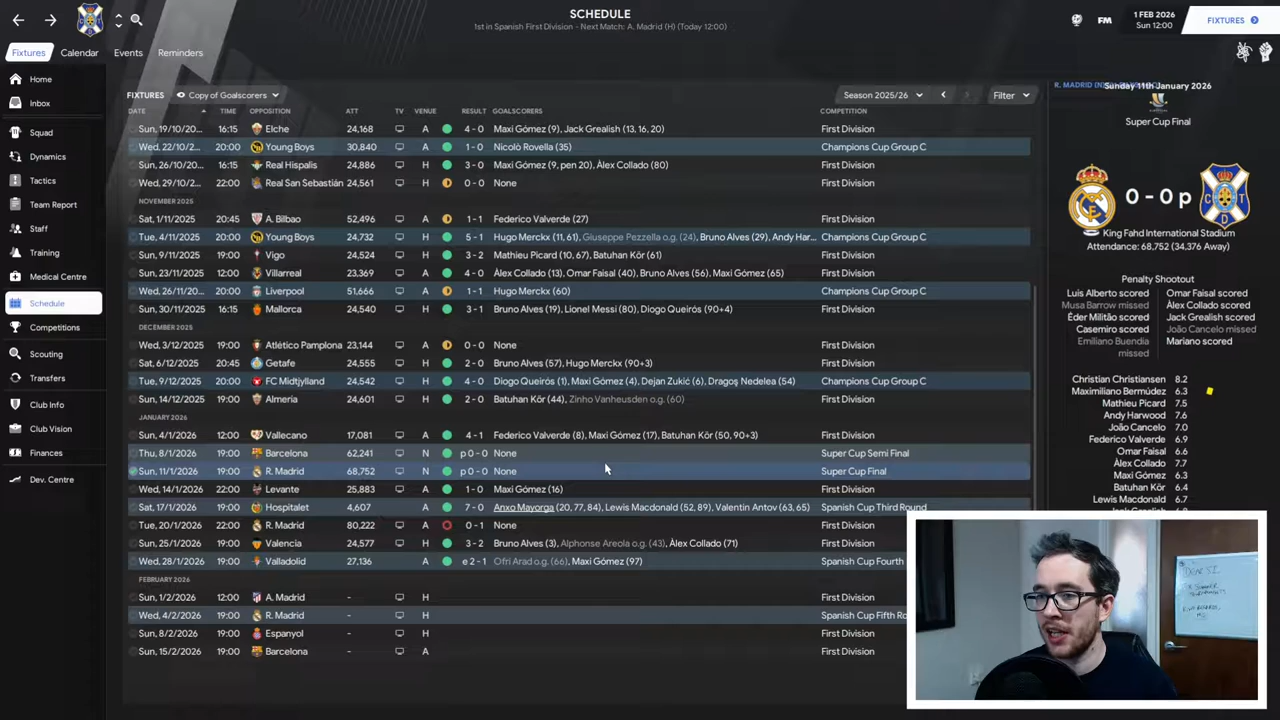 SCHEDULE
1st in Spanish First Division - Next Match: A. Madrid (H) (Today 12:00)
FM
1 FEB 2026
Sun 12:00
FIXTURES
Fixtures
Calendar
Events
Reminders
Home
Inbox
Squad
Dynamics
Tactics
Team Report
Staff
Training
Medical Centre
Schedule
Competitions
Scouting
Transfers
Club Info
Club Vision
Finances
Dev. Centre
FIXTURES Copy of Goalscorers Season 2025/26 Filter
DATE TIME OPPOSITION ATT TV VENUE RESULT GOALSCORERS COMPETITION
Sun, 19/10/20... 16:15 Elche 24,168 A 4 - 0 Maxi Gómez (9), Jack Grealish (13, 16, 20) First Division
Wed, 22/10/2... 20:00 Young Boys 30,840 A 1 - 0 Nicolò Rovella (35) Champions Cup Group C
Sun, 26/10/20... 16:15 Real Hispalis 24,886 H 3 - 0 Maxi Gómez (9, pen 20), Àlex Collado (80) First Division
Wed, 29/10/2... 22:00 Real San Sebastián 24,561 H 0 - 0 None First Division
NOVEMBER 2025
Sat, 1/11/2025 20:45 A. Bilbao 52,496 A 1 - 1 Federico Valverde (27) First Division
Tue, 4/11/2025 20:00 Young Boys 24,732 H 5 - 1 Hugo Merckx (11, 61), Giuseppe Pezzella o.g. (24), Bruno Alves (29), Andy Har... Champions Cup Group C
Sun, 9/11/2025 19:00 Vigo 24,524 H 3 - 2 Mathieu Picard (10, 67), Batuhan Kör (61) First Division
Sun, 23/11/2025 12:00 Villarreal 23,369 A 4 - 0 Àlex Collado (13), Omar Faisal (40), Bruno Alves (56), Maxi Gómez (65) First Division
Wed, 26/11/2025 20:00 Liverpool 51,666 A 1 - 1 Hugo Merckx (60) Champions Cup Group C
Sun, 30/11/2025 16:15 Mallorca 24,591 H 3 - 1 Bruno Alves (19), Lionel Messi (80), Diogo Queirós (90+4) First Division
DECEMBER 2025
Wed, 3/12/2025 19:00 Atlético Pamplona 23,144 A 0 - 0 None First Division
Sat, 6/12/2025 20:45 Getafe 24,555 H 2 - 0 Bruno Alves (57), Hugo Merckx (90+3) First Division
Tue, 9/12/2025 20:00 FC Midtjylland 24,542 H 4 - 0 Diogo Queirós (1), Maxi Gómez (4), Dejan Zukić (6), Dragoş Nedelea (54) Champions Cup Group C
Sun, 14/12/2025 19:00 Almeria 24,601 H 2 - 0 Batuhan Kör (44), Zinho Vanheusden o.g. (60) First Division
JANUARY 2026
Sun, 4/1/2026 12:00 Vallecano 17,081 A 4 - 1 Federico Valverde (8), Maxi Gómez (17), Batuhan Kör (50, 90+3) First Division
Thu, 8/1/2026 19:00 Barcelona 62,241 N p 0 - 0 None Super Cup Semi Final
Sun, 11/1/2026 19:00 R. Madrid 68,752 N p 0 - 0 None Super Cup Final
Wed, 14/1/2026 22:00 Levante 25,883 A 1 - 0 Maxi Gómez (16) First Division
Sat, 17/1/2026 19:00 Hospitalet 4,607 A 7 - 0 Anxo Mayorga (20, 77, 84), Lewis Macdonald (52, 89), Valentin Antov (63, 65) Spanish Cup Third Round
Tue, 20/1/2026 22:00 R. Madrid 80,222 A 0 - 1 None First Division
Sun, 25/1/2026 19:00 Valencia 24,577 H 3 - 2 Bruno Alves (3), Alphonse Areola o.g. (43), Àlex Collado (71) First Division
Wed, 28/1/2026 19:00 Valladolid 27,136 A Ofri Arad o.g. Maxi Gómez (97) Spanish Cup Fourth
FEBRUARY 2026
Sun, 1/2/2026 12:00 A. Madrid - H First Division
Wed, 4/2/2026 19:00 R. Madrid - H Spanish Cup Fifth Ro
Sun, 8/2/2026 19:00 Espanyol - H First Division
Sun, 15/2/2026 19:00 Barcelona - A First Division
Sunday 11th January 2026
Super Cup Final
0 - 0 p
King Fahd International Stadium
Attendance: 68,752 (34,376 Away)
Penalty Shootout
Luis Alberto scored Omar Faisal scored
Musa Barrow missed Àlex Collado scored
Éder Militão scored Jack Grealish scored
Casemiro scored João Cancelo missed
Emiliano Buendia Mariano scored
missed
Christian Christiansen 8.2
Maximiliano Bermúdez 6.3
Mathieu Picard 7.5
Andy Harwood 7.6
João Cancelo 7.0
Federico Valverde 6.9
Omar Faisal 6.6
Àlex Collado 7.7
Maxi Gómez 6.3
Batuhan Kör 6.4
Lewis Macdonald 6.7